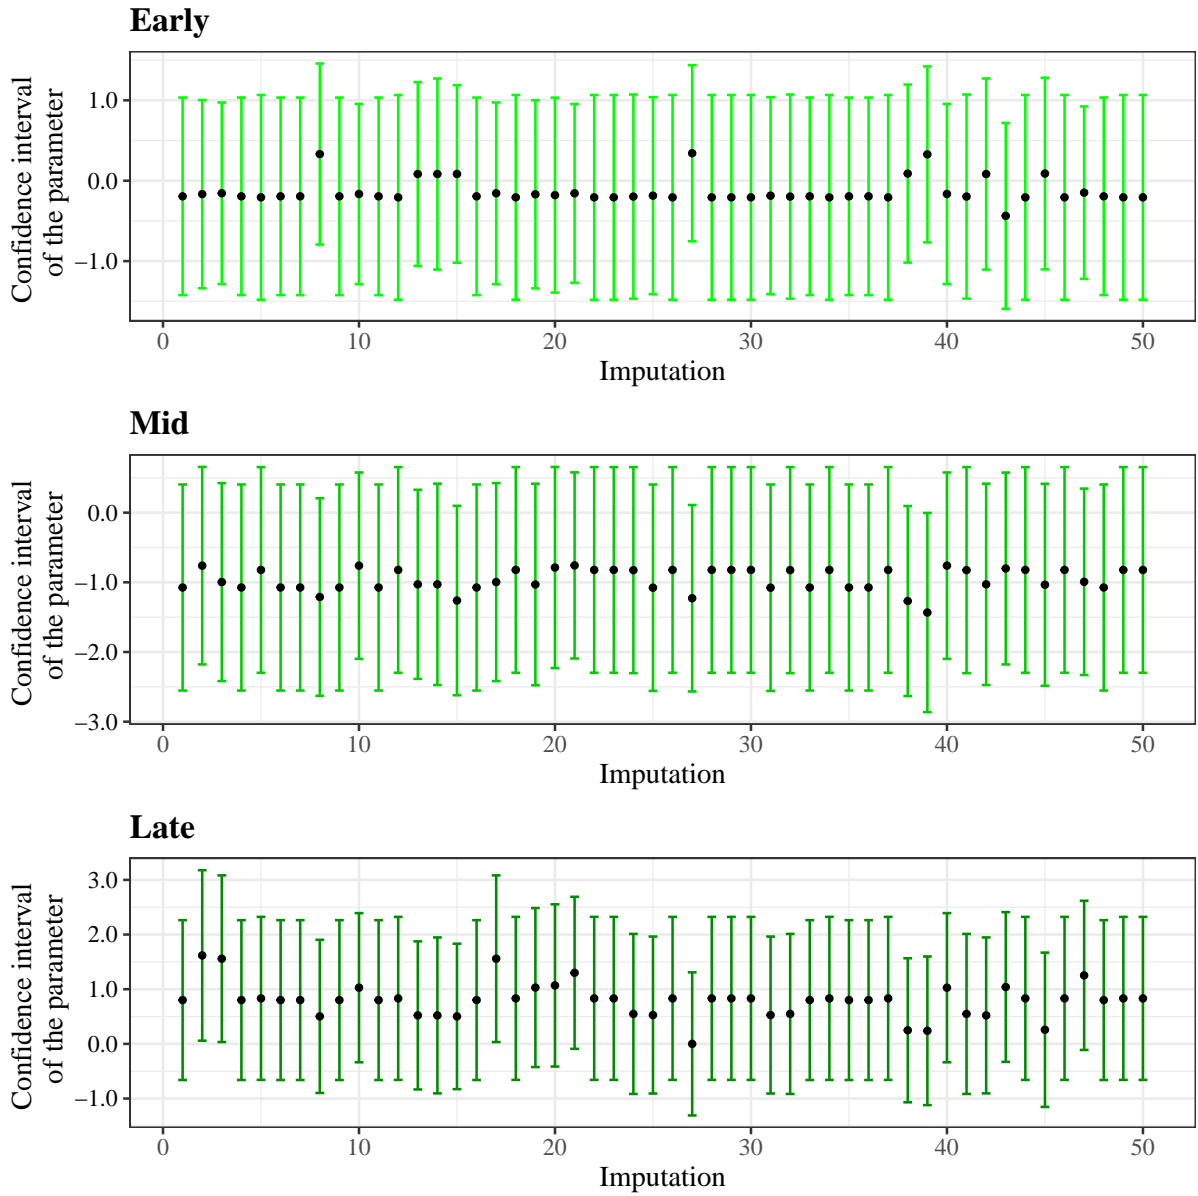 Early
Confidence interval
of the parameter
1.0
0.0
−1.0
0 10 20 30 40 50
Imputation
Mid
Confidence interval
of the parameter
0.0
−1.0
−2.0
−3.0
0 10 20 30 40 50
Imputation
Late
Confidence interval
of the parameter
3.0
2.0
1.0
0.0
−1.0
0 10 20 30 40 50
Imputation